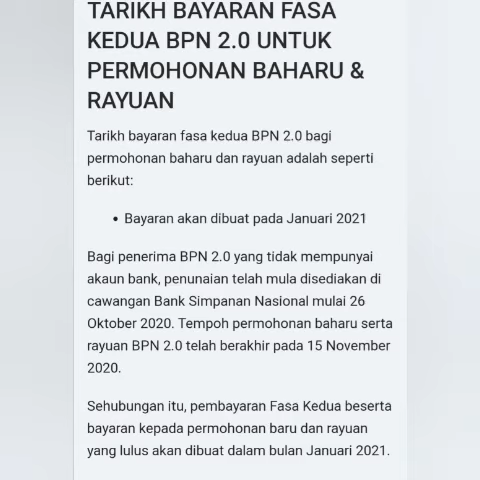 TARIKH BAYARAN FASA
KEDUA BPN 2.0 UNTUK
PERMOHONAN BAHARU &
RAYUAN
Tarikh bayaran fasa kedua BPN 2.0 bagi
permohonan baharu dan rayuan adalah seperti
berikut:
• Bayaran akan dibuat pada Januari 2021
Bagi penerima BPN 2.0 yang tidak mempunyai
akaun bank, penunaian telah mula disediakan di
cawangan Bank Simpanan Nasional mulai 26
Oktober 2020. Tempoh permohonan baharu serta
rayuan BPN 2.0 telah berakhir pada 15 November
2020.
Sehubungan itu, pembayaran Fasa Kedua beserta
bayaran kepada permohonan baru dan rayuan
yang lulus akan dibuat dalam bulan Januari 2021.